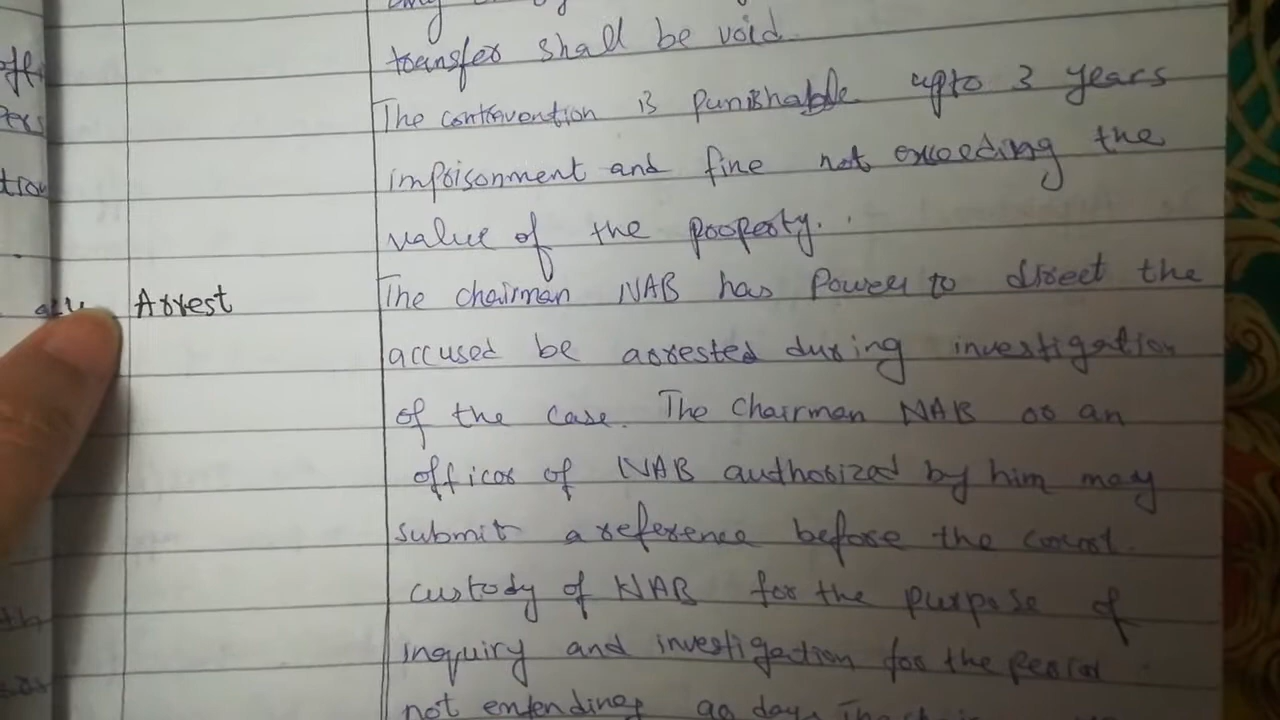 transfer shall be void.
The contravention is punishable upto 3 years
imprisonment and fine not exceeding the
value of the property.
Arrest
The chairman NAB has Power to direct the
accused be arrested during investigation
of the case. The Chairman NAB or an
officer of NAB authorized by him may
submit a reference before the court.
custody of NAB for the purpose of
inquiry and investigation for the period
not days